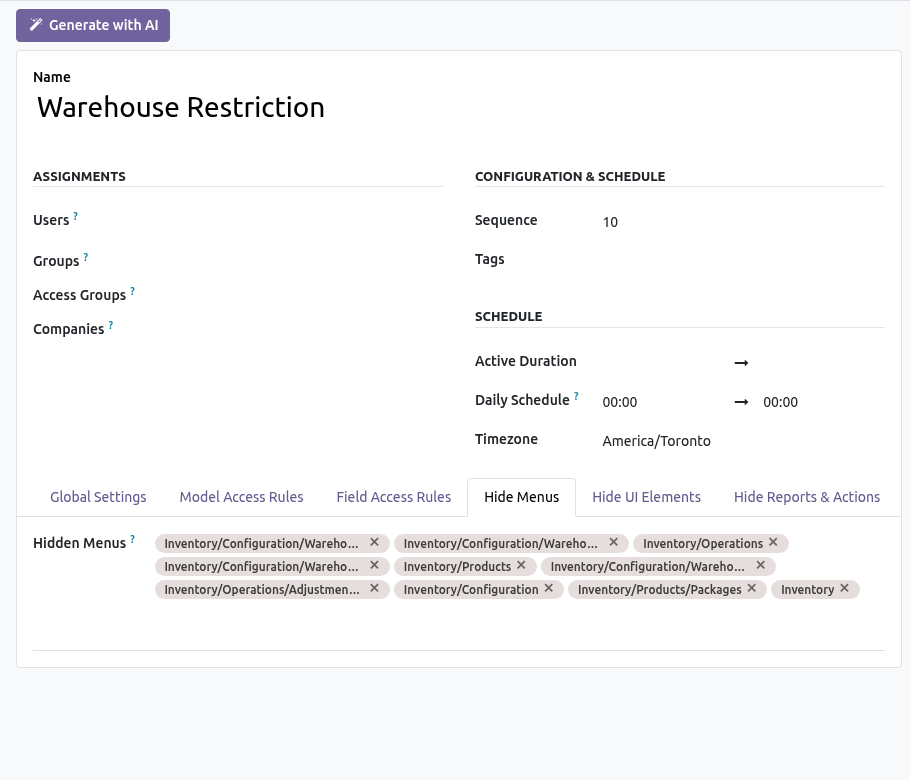 Generate with AI
Name
Warehouse Restriction
ASSIGNMENTS
Users ?
Groups ?
Access Groups ?
Companies ?
CONFIGURATION & SCHEDULE
Sequence 10
Tags
SCHEDULE
Active Duration →
Daily Schedule ? 00:00 → 00:00
Timezone America/Toronto
Global Settings Model Access Rules Field Access Rules Hide Menus Hide UI Elements Hide Reports & Actions
Hidden Menus ? Inventory/Configuration/Wareho... ✕ Inventory/Configuration/Wareho... ✕ Inventory/Operations ✕
Inventory/Configuration/Wareho... ✕ Inventory/Products ✕ Inventory/Configuration/Wareho... ✕
Inventory/Operations/Adjustmen... ✕ Inventory/Configuration ✕ Inventory/Products/Packages ✕ Inventory ✕